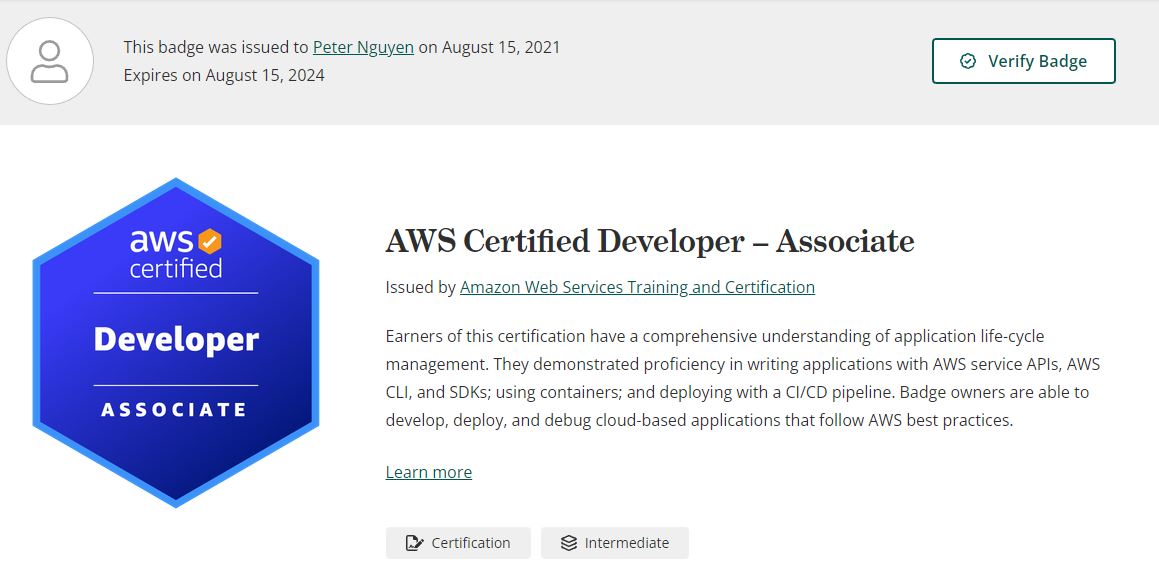 This badge was issued to Peter Nguyen on August 15, 2021
Expires on August 15, 2024
Verify Badge
aws
certified
Developer
ASSOCIATE
AWS Certified Developer – Associate
Issued by Amazon Web Services Training and Certification
Earners of this certification have a comprehensive understanding of application life-cycle
management. They demonstrated proficiency in writing applications with AWS service APIs, AWS
CLI, and SDKs; using containers; and deploying with a CI/CD pipeline. Badge owners are able to
develop, deploy, and debug cloud-based applications that follow AWS best practices.
Learn more
Certification
Intermediate